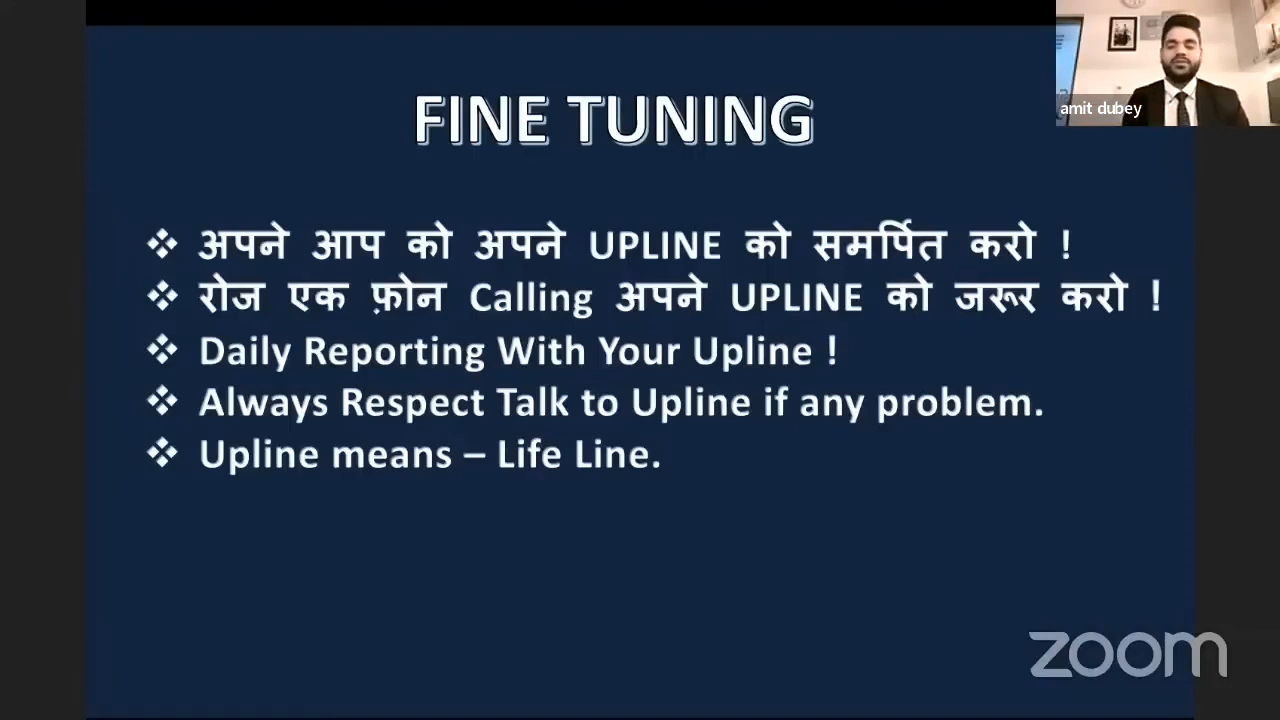 amit dubey
FINE TUNING
❖ अपने आप को अपने UPLINE को समर्पित करो !
❖ रोज एक फ़ोन Calling अपने UPLINE को जरूर करो !
❖ Daily Reporting With Your Upline !
❖ Always Respect Talk to Upline if any problem.
❖ Upline means – Life Line.
zoom